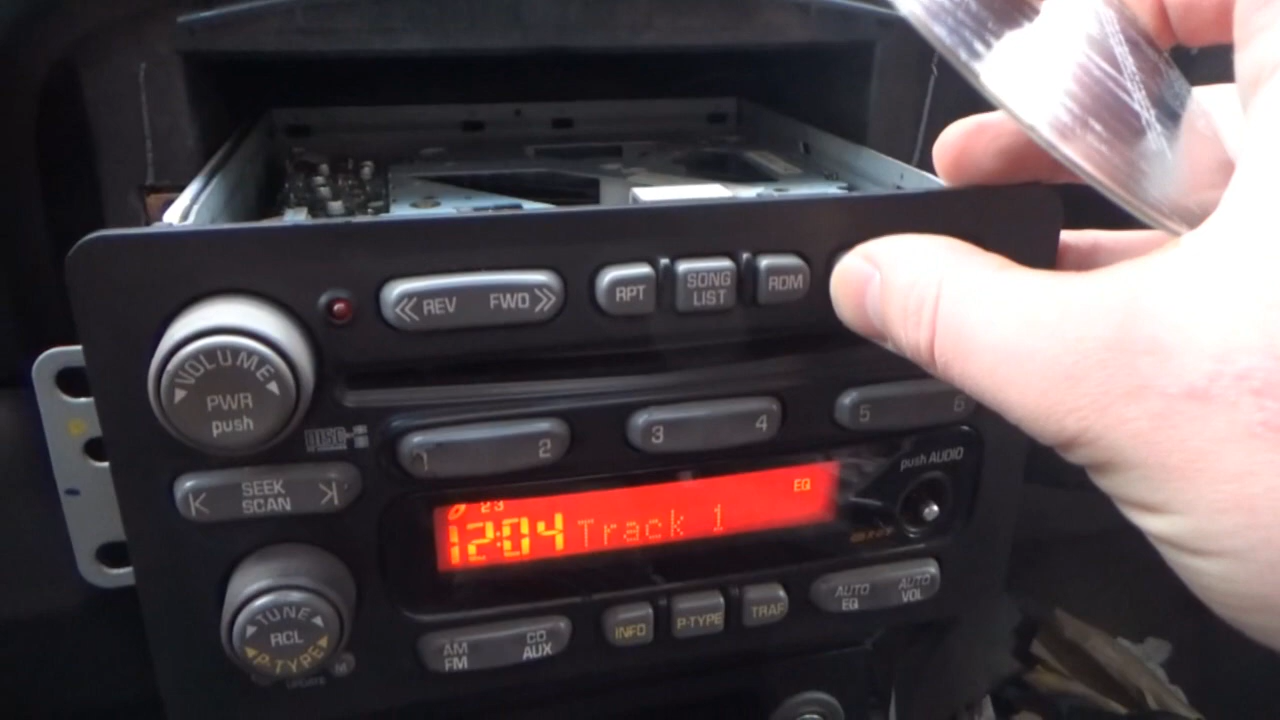 REV FWD
RPT
SONG
LIST
RDM
VOLUME
PWR
push
DISC
1 2
3 4
5 6
SEEK
SCAN
push AUDIO
EQ
23
12:04 Track 1
TUNE
RCL
P-TYPE
AM
FM
CD
AUX
INFO
P-TYPE
TRAF
AUTO
EQ
AUTO
VOL
UPDATE